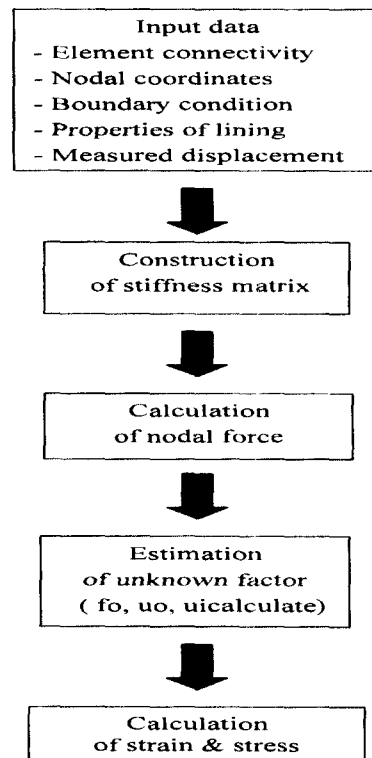 Input data
- Element connectivity
- Nodal coordinates
- Boundary condition
- Properties of lining
- Measured displacement
Construction
of stiffness matrix
Calculation
of nodal force
Estimation
of unknown factor
( fo, uo, uicalculate)
Calculation
of strain & stress